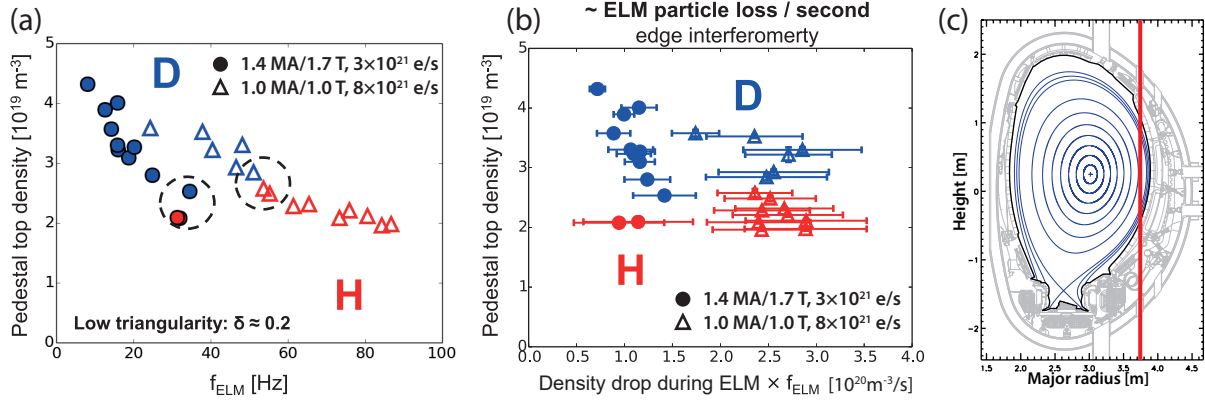 (a)
Pedestal top density [10¹⁹ m⁻³]
5
4
3
2
1
0
D
1.4 MA/1.7 T, 3×10²¹ e/s
1.0 MA/1.0 T, 8×10²¹ e/s
H
Low triangularity: δ ≈ 0.2
0
20
40
60
80
100
f_ELM [Hz]
(b)
~ ELM particle loss / second
edge interferomerty
Pedestal top density [10¹⁹ m⁻³]
5
4
3
2
1
0
D
H
1.4 MA/1.7 T, 3×10²¹ e/s
1.0 MA/1.0 T, 8×10²¹ e/s
0.0
0.5
1.0
1.5
2.0
2.5
3.0
3.5
4.0
Density drop during ELM × f_ELM [10²⁰m⁻³/s]
(c)
Height [m]
2
1
0
-1
-2
1.5
2.0
2.5
3.0
3.5
4.0
4.5
Major radius [m]